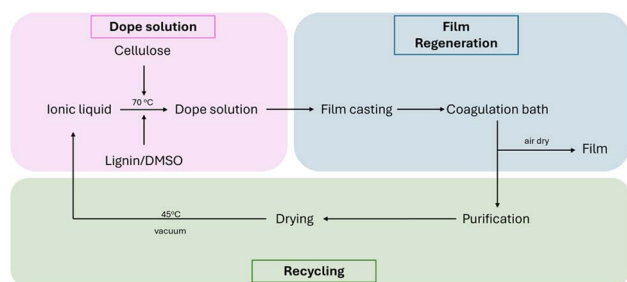 Dope solution
Cellulose
Ionic liquid
70 °C
Dope solution
Lignin/DMSO
Film
Regeneration
Film casting
Coagulation bath
air dry
Film
45°C
vacuum
Drying
Purification
Recycling